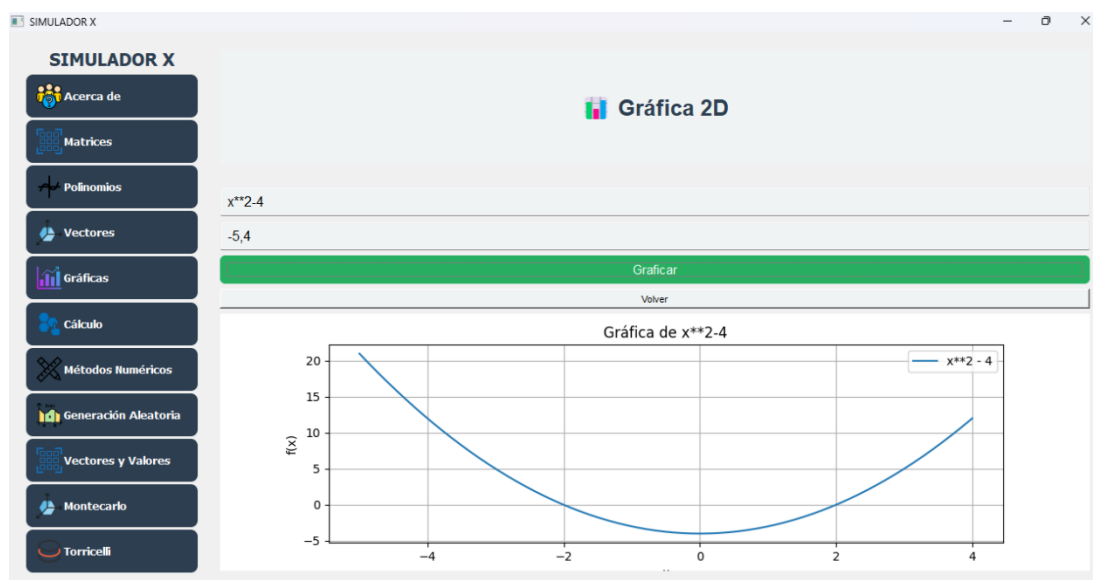 SIMULADOR X
SIMULADOR X
Acerca de
Matrices
Polinomios
Vectores
Gráficas
Cálculo
Métodos Numéricos
Generación Aleatoria
Vectores y Valores
Montecarlo
Torricelli
Gráfica 2D
x**2-4
-5,4
Graficar
Volver
Gráfica de x**2-4
x**2 - 4
f(x)
20
15
10
5
0
−5
−4
−2
0
2
4